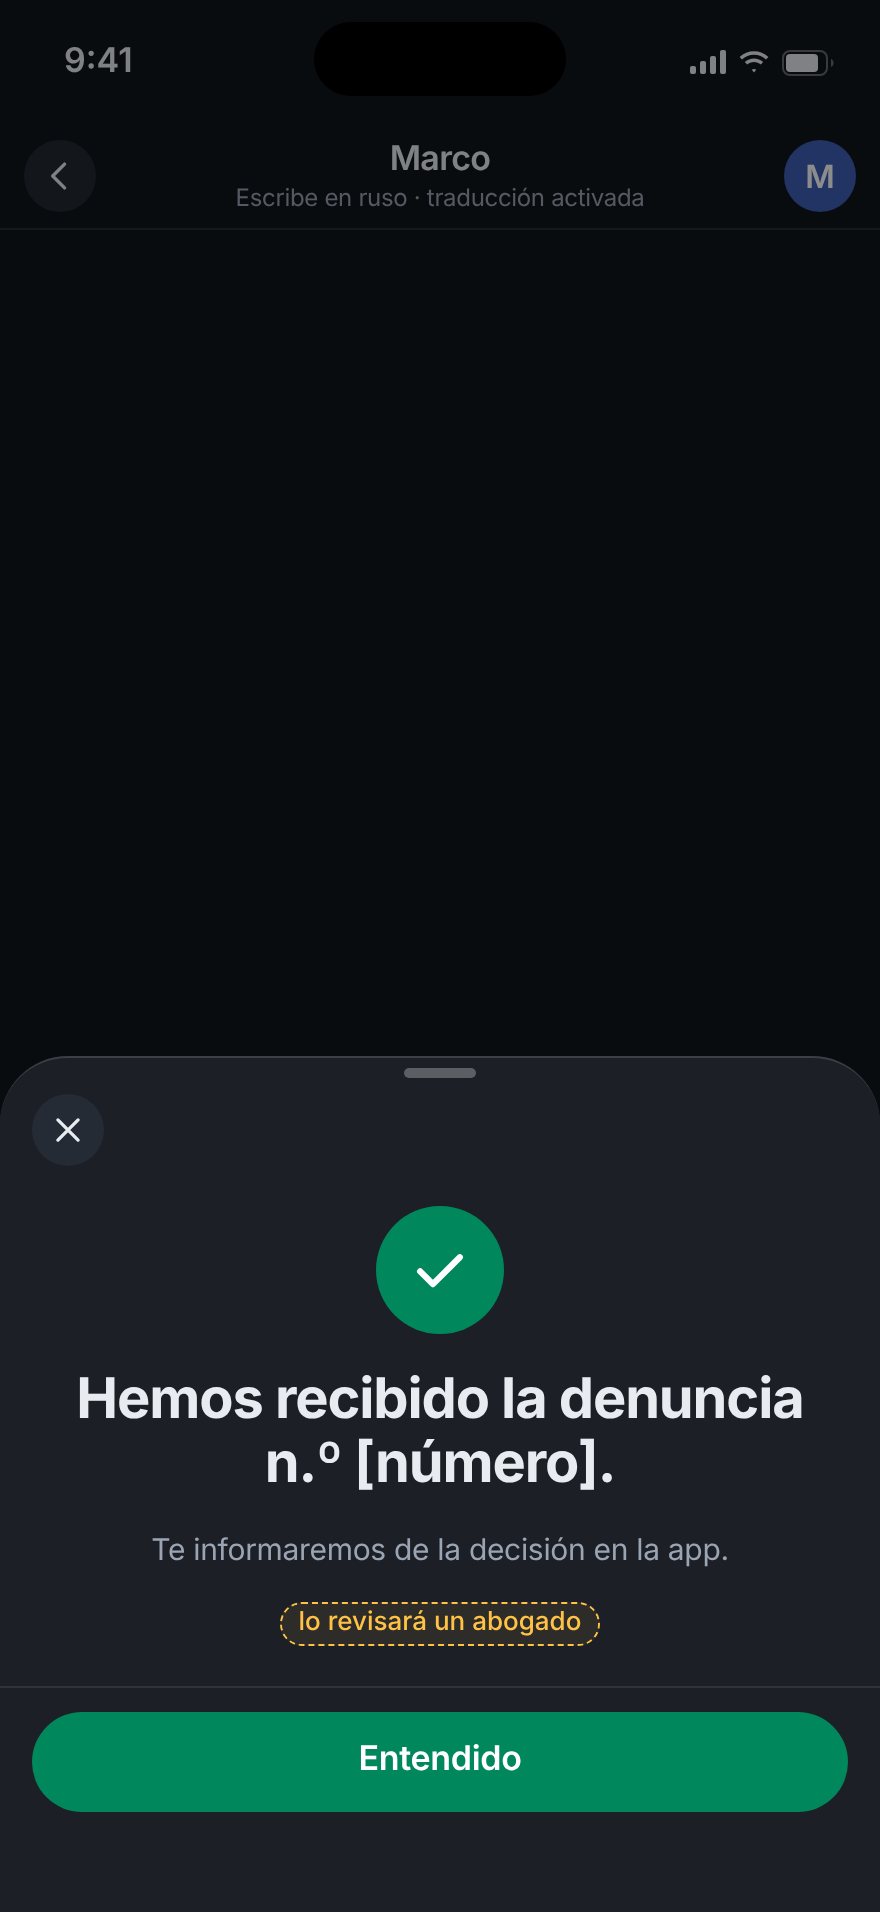 9:41
Marco
Escribe en ruso · traducción activada
M
Hemos recibido la denuncia
n.º [número].
Te informaremos de la decisión en la app.
lo revisará un abogado
Entendido